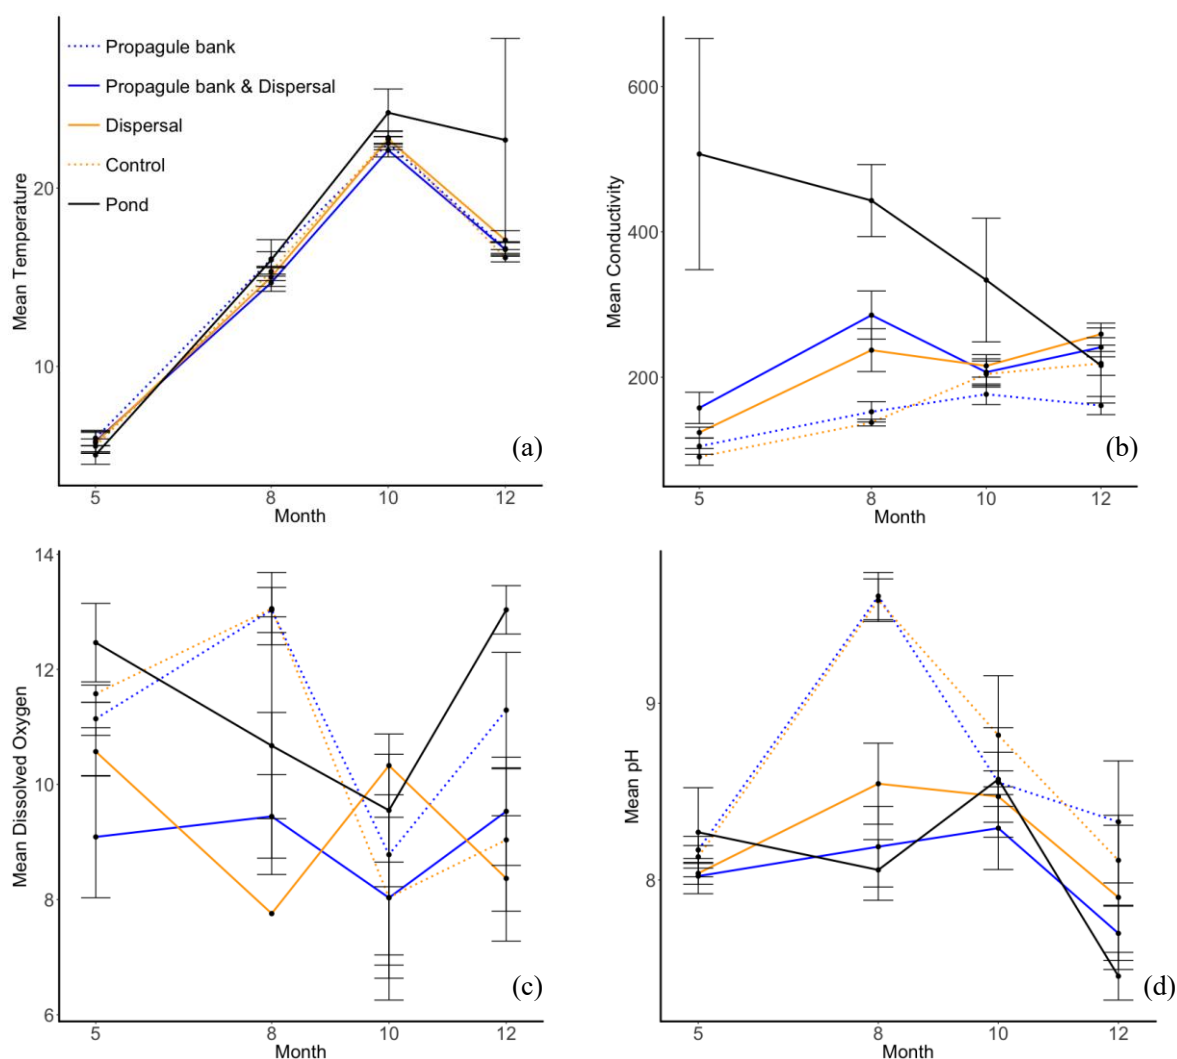 Propagule bank
Propagule bank & Dispersal
Dispersal
Control
Pond
20
10
Mean Temperature
(a)
5 8 10 12
Month
600
400
200
Mean Conductivity
(b)
5 8 10 12
Month
14
12
10
8
6
Mean Dissolved Oxygen
(c)
5 8 10 12
Month
9
8
Mean pH
(d)
5 8 10 12
Month